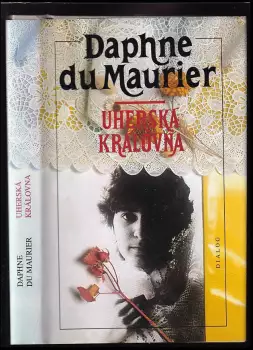 Daphne
du Maurier
UHERSKÁ
KRÁLOVNA
DIALOG
DAPHNE
DU MAURIER
UHERSKÁ
KRÁLOVNA